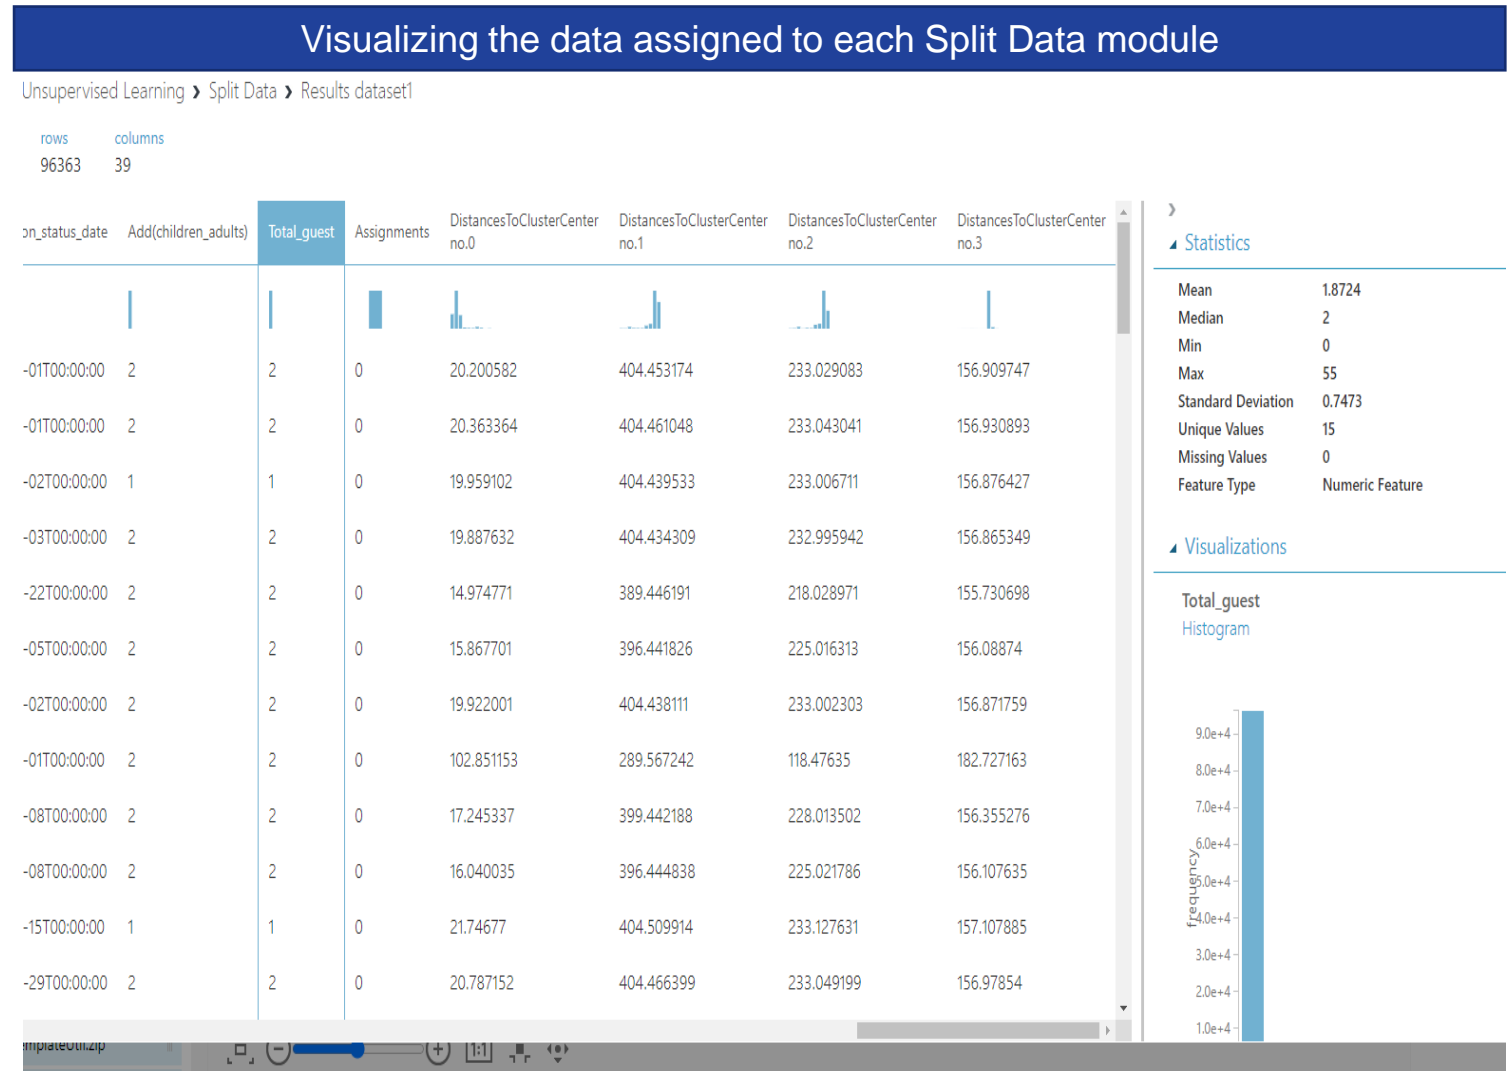 Visualizing the data assigned to each Split Data module
Unsupervised Learning ❯ Split Data ❯ Results dataset1
rows columns
96363 39
on_status_date Add(children_adults) Total_guest Assignments DistancesToClusterCenter no.0 DistancesToClusterCenter no.1 DistancesToClusterCenter no.2 DistancesToClusterCenter no.3
-01T00:00:00 2 2 0 20.200582 404.453174 233.029083 156.909747
-01T00:00:00 2 2 0 20.363364 404.461048 233.043041 156.930893
-02T00:00:00 1 1 0 19.959102 404.439533 233.006711 156.876427
-03T00:00:00 2 2 0 19.887632 404.434309 232.995942 156.865349
-22T00:00:00 2 2 0 14.974771 389.446191 218.028971 155.730698
-05T00:00:00 2 2 0 15.867701 396.441826 225.016313 156.08874
-02T00:00:00 2 2 0 19.922001 404.438111 233.002303 156.871759
-01T00:00:00 2 2 0 102.851153 289.567242 118.47635 182.727163
-08T00:00:00 2 2 0 17.245337 399.442188 228.013502 156.355276
-08T00:00:00 2 2 0 16.040035 396.444838 225.021786 156.107635
-15T00:00:00 1 1 0 21.74677 404.509914 233.127631 157.107885
-29T00:00:00 2 2 0 20.787152 404.466399 233.049199 156.97854
Statistics
Mean 1.8724
Median 2
Min 0
Max 55
Standard Deviation 0.7473
Unique Values 15
Missing Values 0
Feature Type Numeric Feature
Visualizations
Total_guest
Histogram
9.0e+4
8.0e+4
7.0e+4
6.0e+4
5.0e+4
4.0e+4
3.0e+4
2.0e+4
1.0e+4
frequency
mplateUtil.zip
1:1